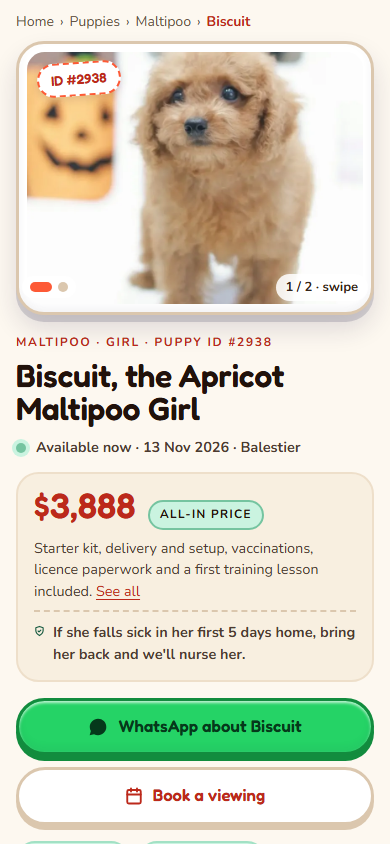 Home › Puppies › Maltipoo › Biscuit
ID #2938
1 / 2 · swipe
MALTIPOO · GIRL · PUPPY ID #2938
Biscuit, the Apricot
Maltipoo Girl
Available now · 13 Nov 2026 · Balestier
$3,888 ALL-IN PRICE
Starter kit, delivery and setup, vaccinations,
licence paperwork and a first training lesson
included. See all
If she falls sick in her first 5 days home, bring
her back and we'll nurse her.
WhatsApp about Biscuit
Book a viewing